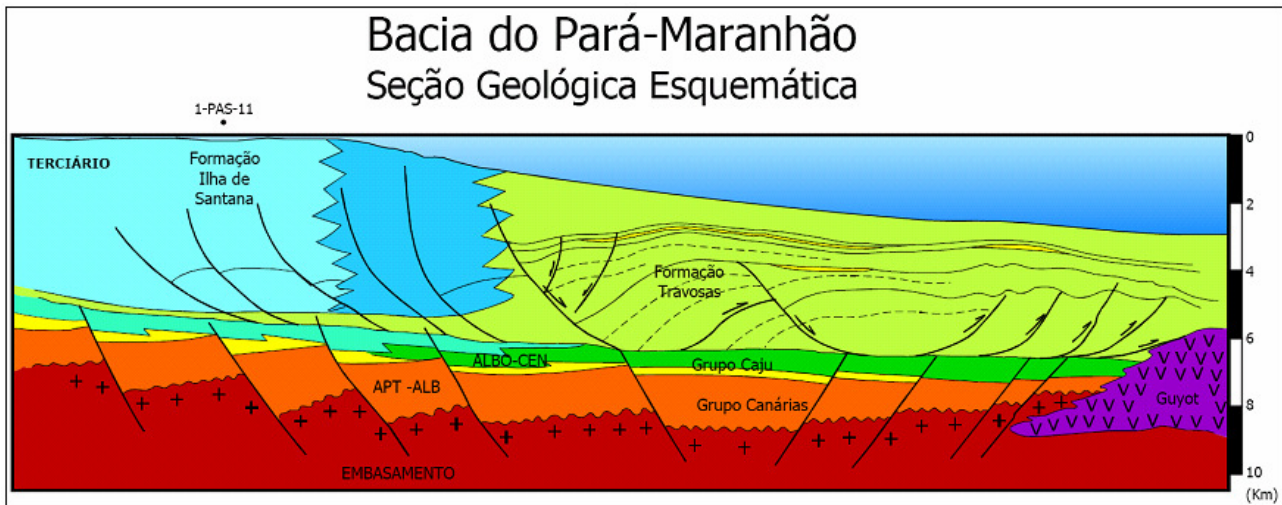 Bacia do Pará-Maranhão
Seção Geológica Esquemática
1-PAS-11
TERCIÁRIO
Formação
Ilha de
Santana
Formação
Travosas
ALBO-CEN
Grupo Caju
APT -ALB
Grupo Canárias
Guyot
EMBASAMENTO
0
2
4
6
8
10
(Km)